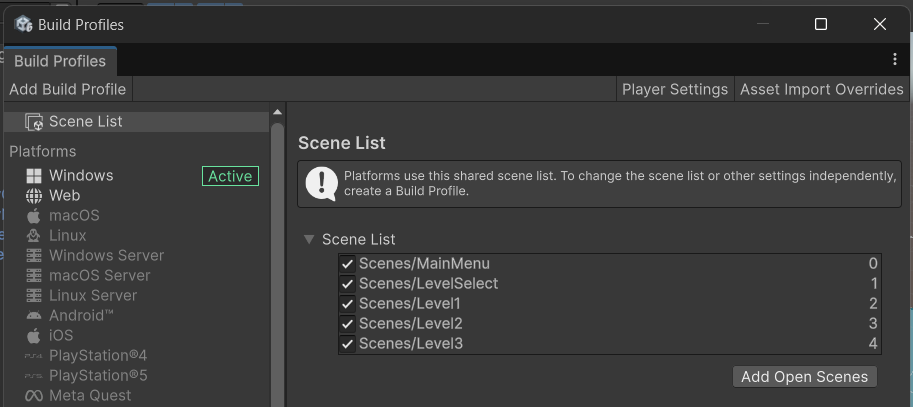 Build Profiles
Build Profiles
Add Build Profile
Player Settings
Asset Import Overrides
Scene List
Platforms
Windows
Active
Web
macOS
Linux
Windows Server
macOS Server
Linux Server
Android™
iOS
PlayStation®4
PlayStation®5
Meta Quest
Scene List
Platforms use this shared scene list. To change the scene list or other settings independently,
create a Build Profile.
Scene List
Scenes/MainMenu 0
Scenes/LevelSelect 1
Scenes/Level1 2
Scenes/Level2 3
Scenes/Level3 4
Add Open Scenes